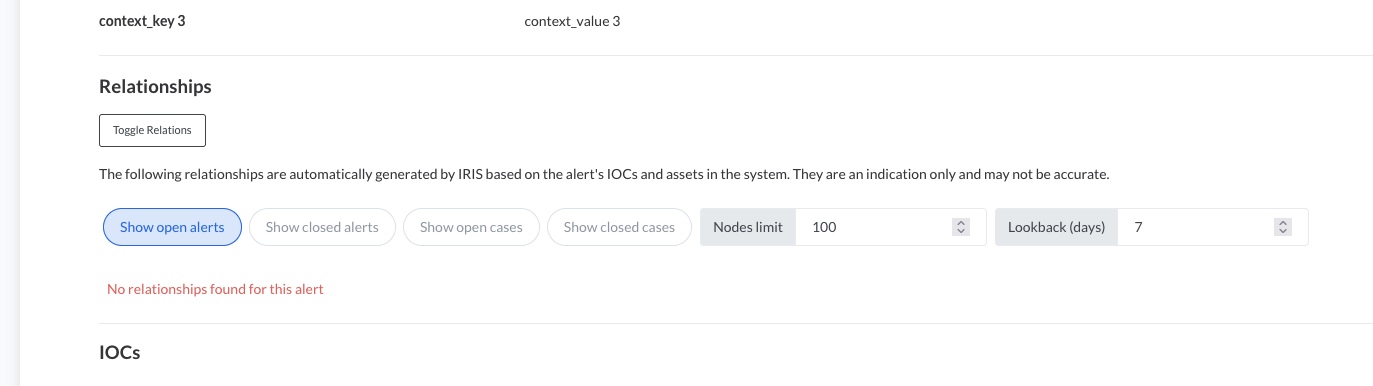 context_key 3 context_value 3
Relationships
Toggle Relations
The following relationships are automatically generated by IRIS based on the alert's IOCs and assets in the system. They are an indication only and may not be accurate.
Show open alerts Show closed alerts Show open cases Show closed cases Nodes limit 100 Lookback (days) 7
No relationships found for this alert
IOCs